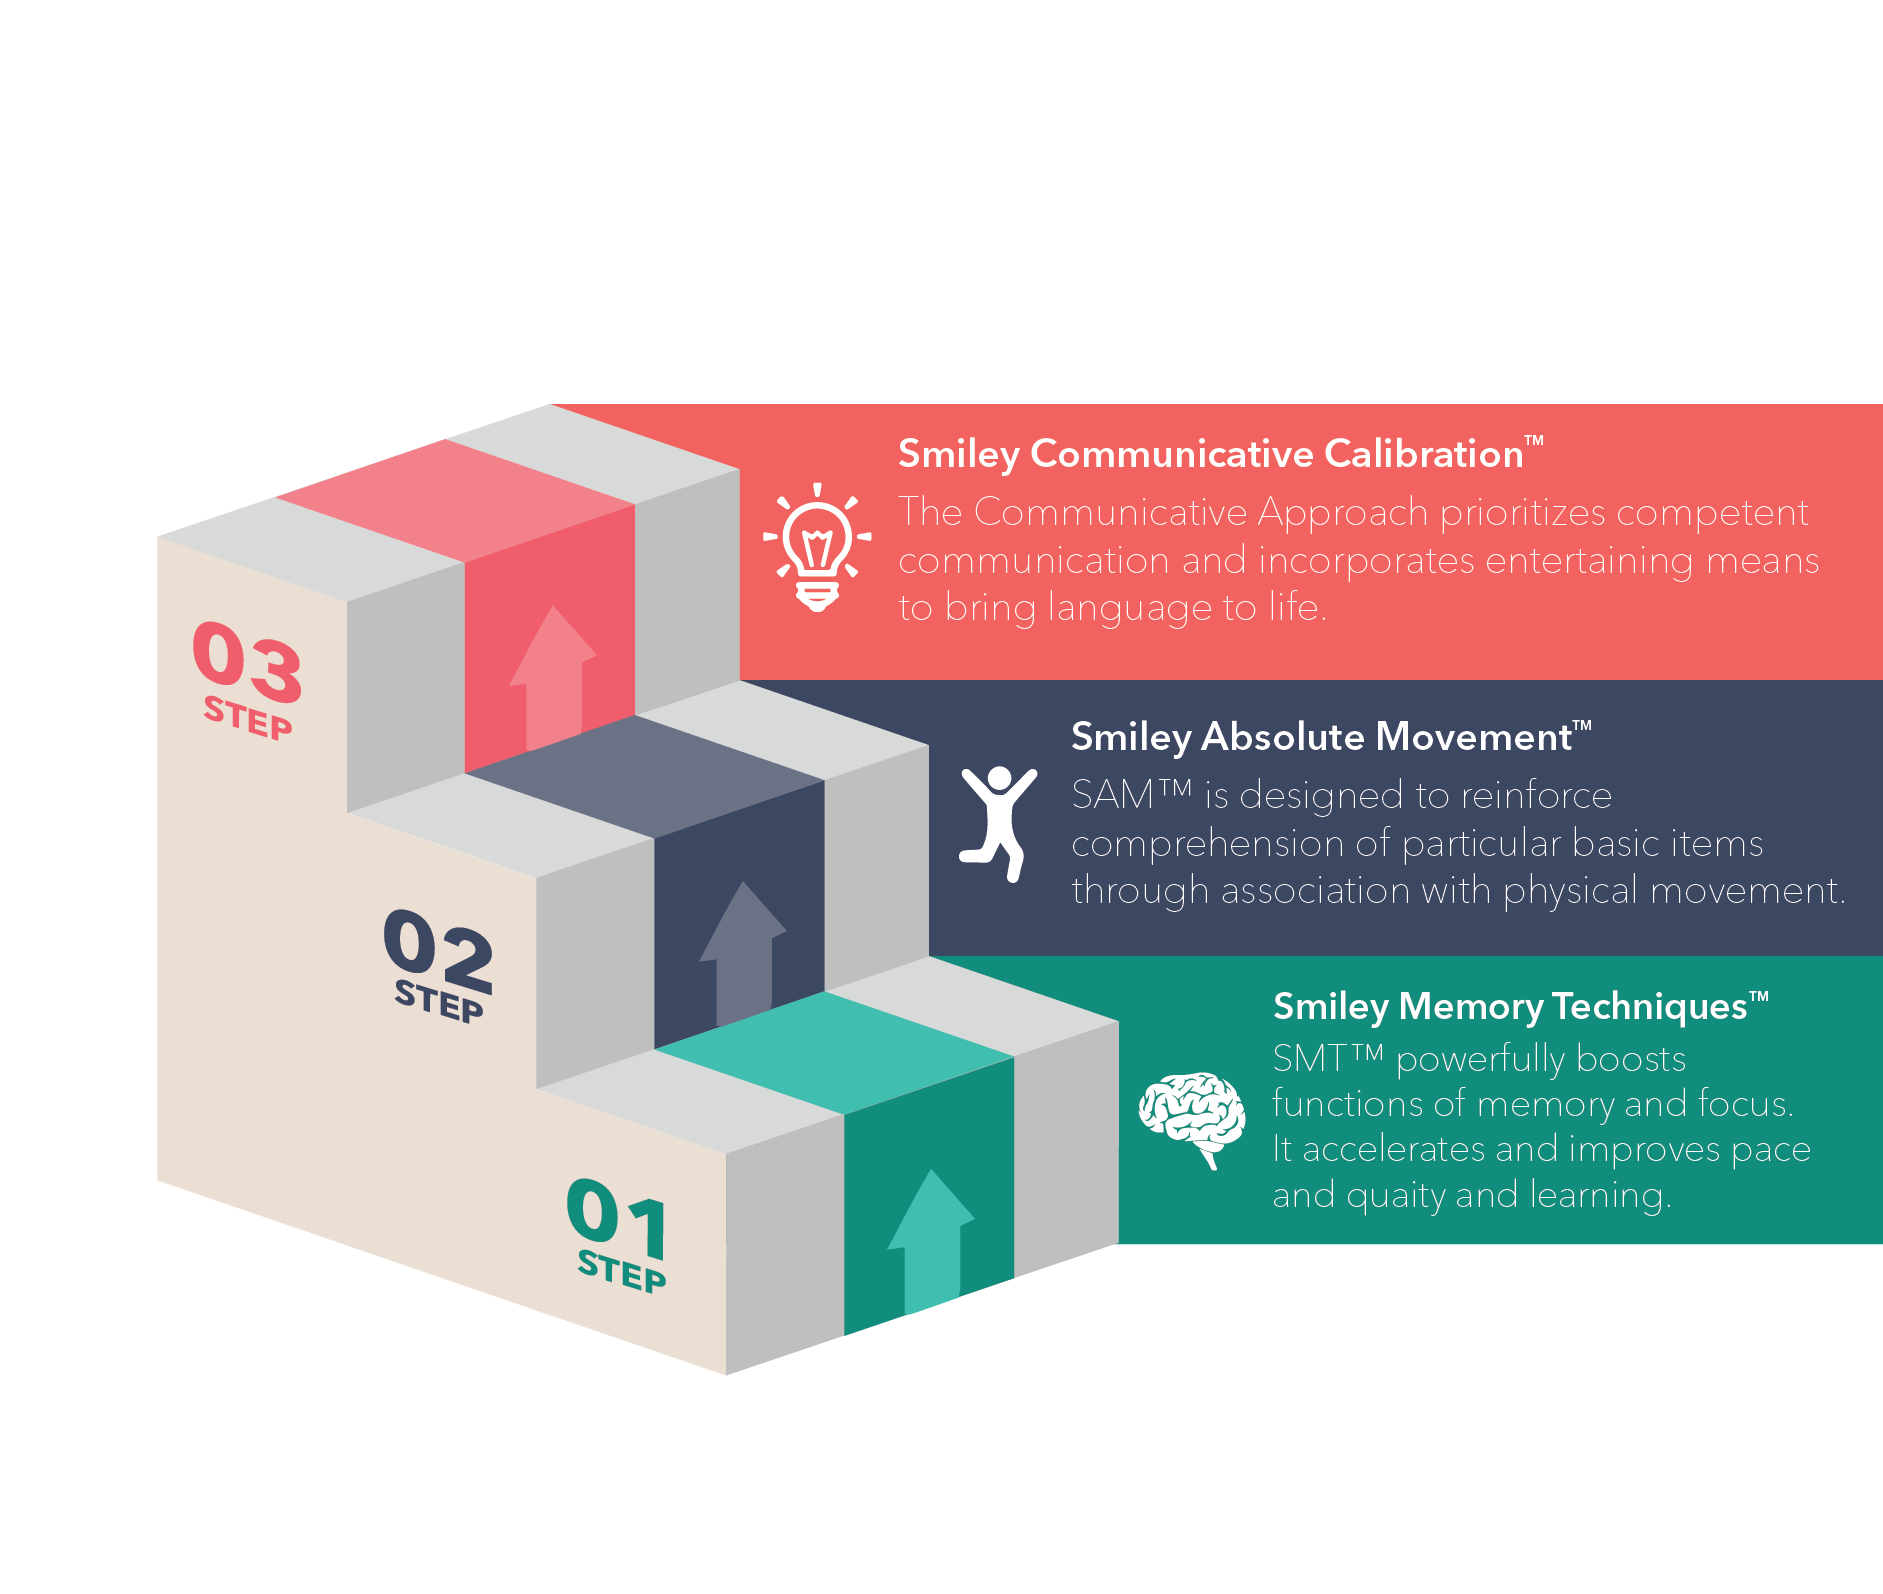 Smiley Communicative Calibration™
The Communicative Approach prioritizes competent
communication and incorporates entertaining means
to bring language to life.
03
STEP
Smiley Absolute Movement™
SAM™ is designed to reinforce
comprehension of particular basic items
through association with physical movement.
02
STEP
Smiley Memory Techniques™
SMT™ powerfully boosts
functions of memory and focus.
It accelerates and improves pace
and quaity and learning.
01
STEP